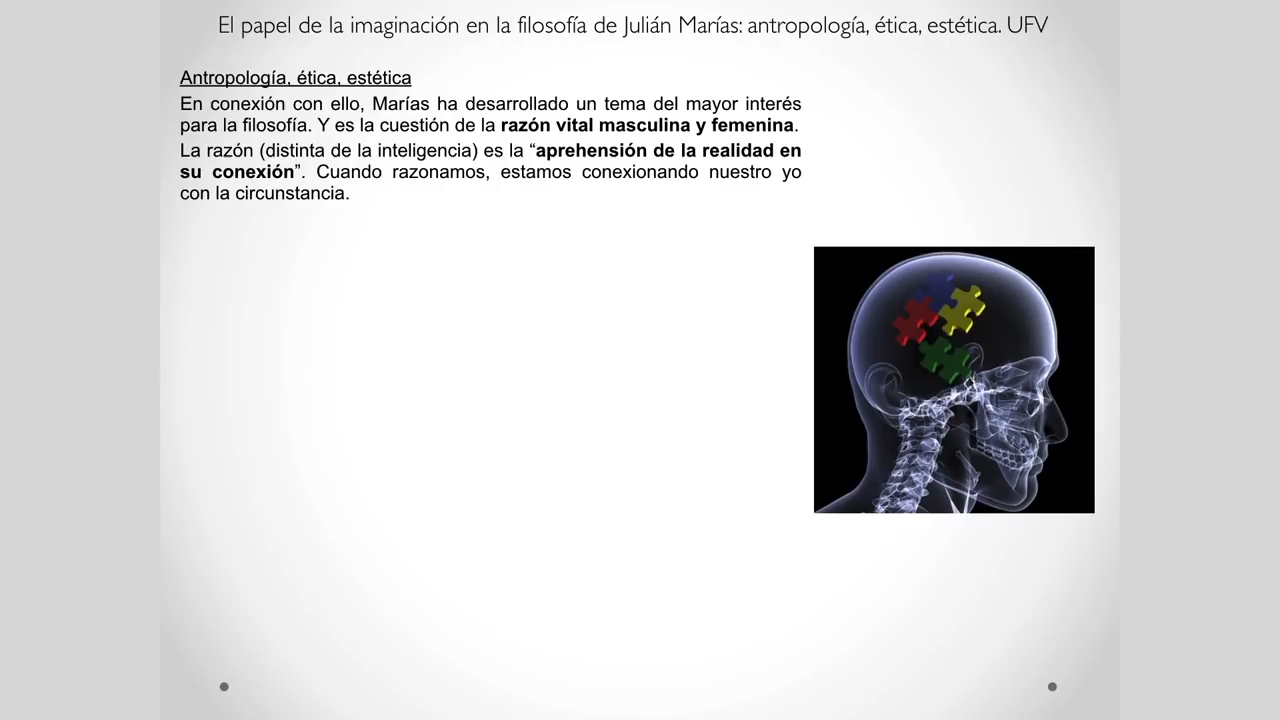 El papel de la imaginación en la filosofía de Julián Marías: antropología, ética, estética. UFV
Antropología, ética, estética
En conexión con ello, Marías ha desarrollado un tema del mayor interés
para la filosofía. Y es la cuestión de la razón vital masculina y femenina.
La razón (distinta de la inteligencia) es la “aprehensión de la realidad en
su conexión”. Cuando razonamos, estamos conexionando nuestro yo
con la circunstancia.